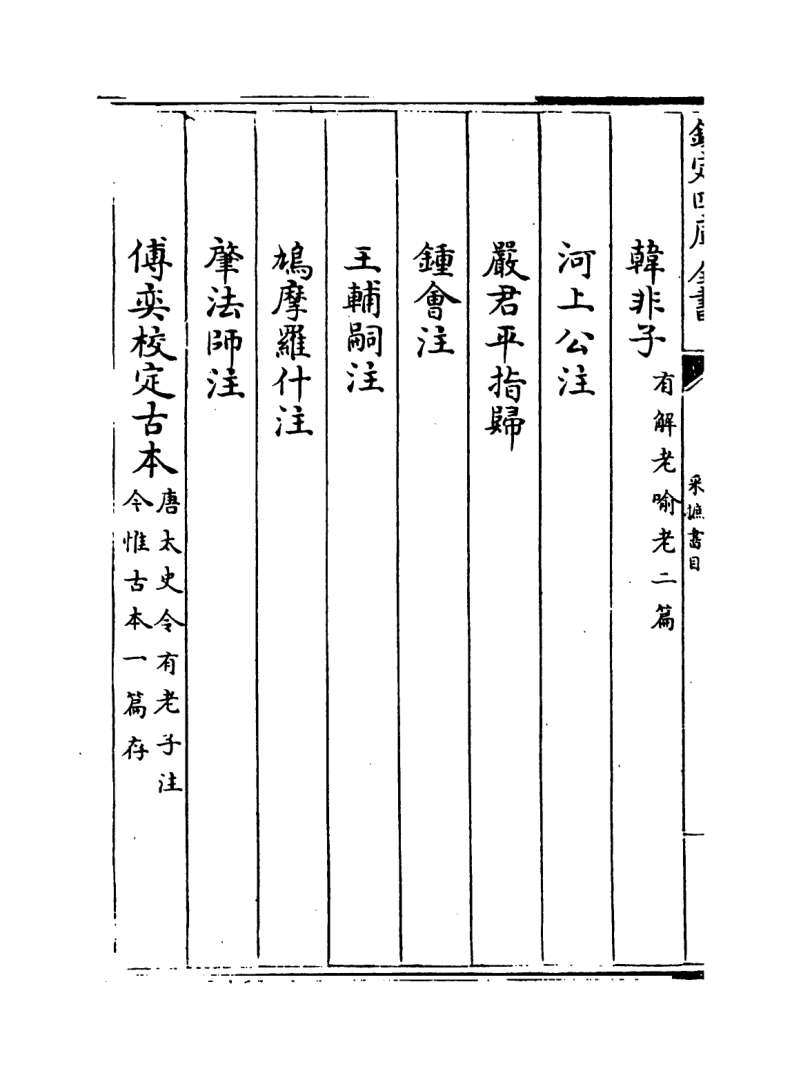 欽定四庫全書
采摭書目
韓非子有解老喻老二篇
河上公注
嚴君平指歸
鍾會注
王輔嗣注
鳩摩羅什注
肇法師注
傅奕校定古本唐太史令有老子注
今惟古本一篇存